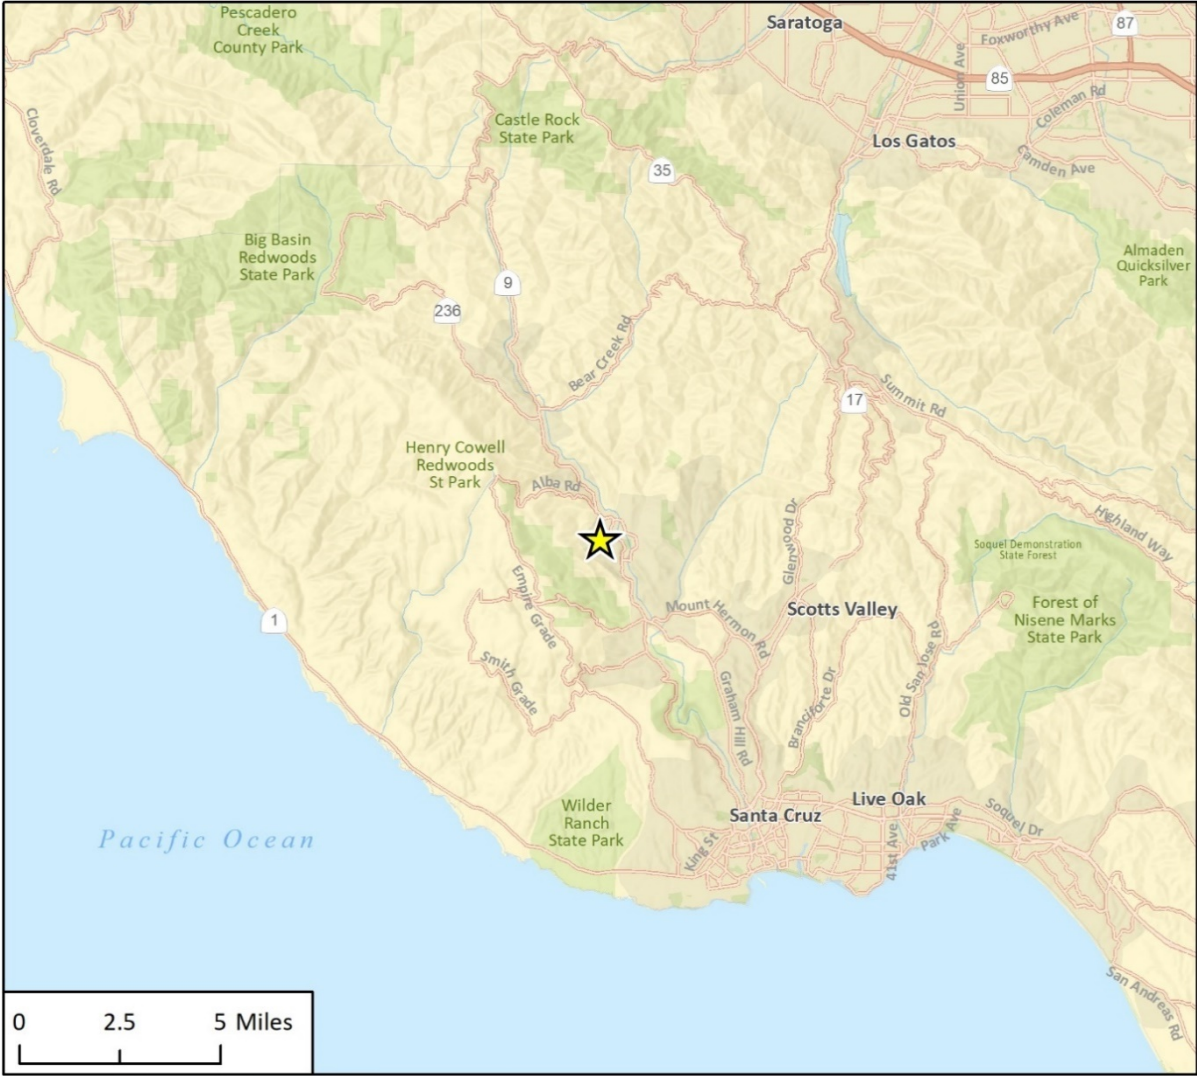 Pescadero
Creek
County Park
Saratoga
87
Foxworthy Ave
Union Ave
85
Coleman Rd
Castle Rock
State Park
Los Gatos
Camden Ave
Cloverdale Rd
35
Big Basin
Redwoods
State Park
Almaden
Quicksilver
Park
9
236
Bear Creek Rd
Summit Rd
17
Henry Cowell
Redwoods
St Park
Alba Rd
Glenwood Dr
Highland Way
Soquel Demonstration
State Forest
Empire Grade
Mount Hermon Rd
Scotts Valley
Forest of
Nisene Marks
State Park
1
Smith Grade
Graham Hill Rd
Branciforte Dr
Old San Jose Rd
Wilder
Ranch
State Park
Live Oak
Santa Cruz
Soquel Dr
Park Ave
King St
41st Ave
Pacific Ocean
San Andreas Rd
0 2.5 5 Miles